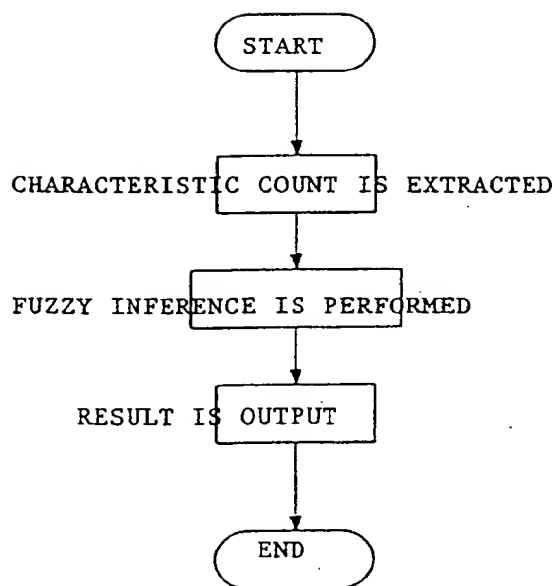 START
CHARACTERISTIC COUNT IS EXTRACTED
FUZZY INFERENCE IS PERFORMED
RESULT IS OUTPUT
END